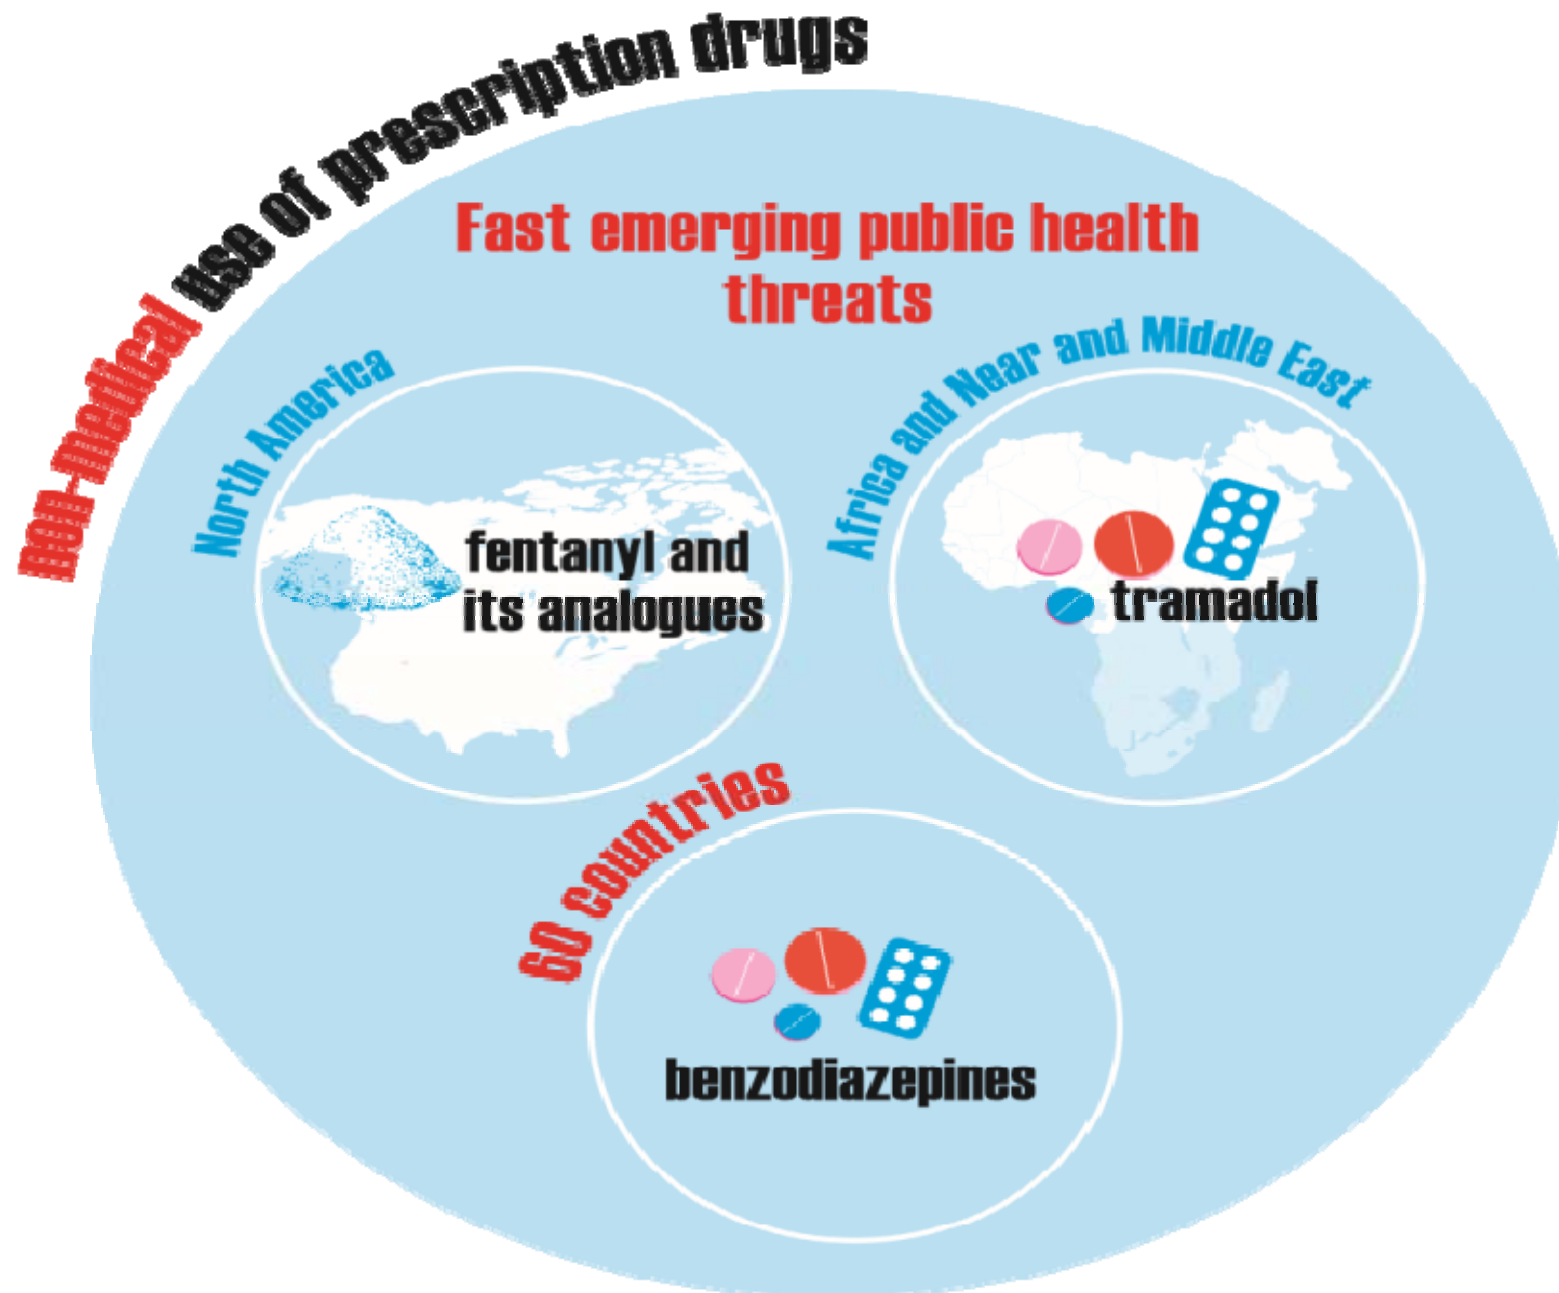 non-medical use of prescription drugs
Fast emerging public health
threats
North America
fentanyl and
its analogues
Africa and Near and Middle East
tramadol
60 countries
benzodiazepines